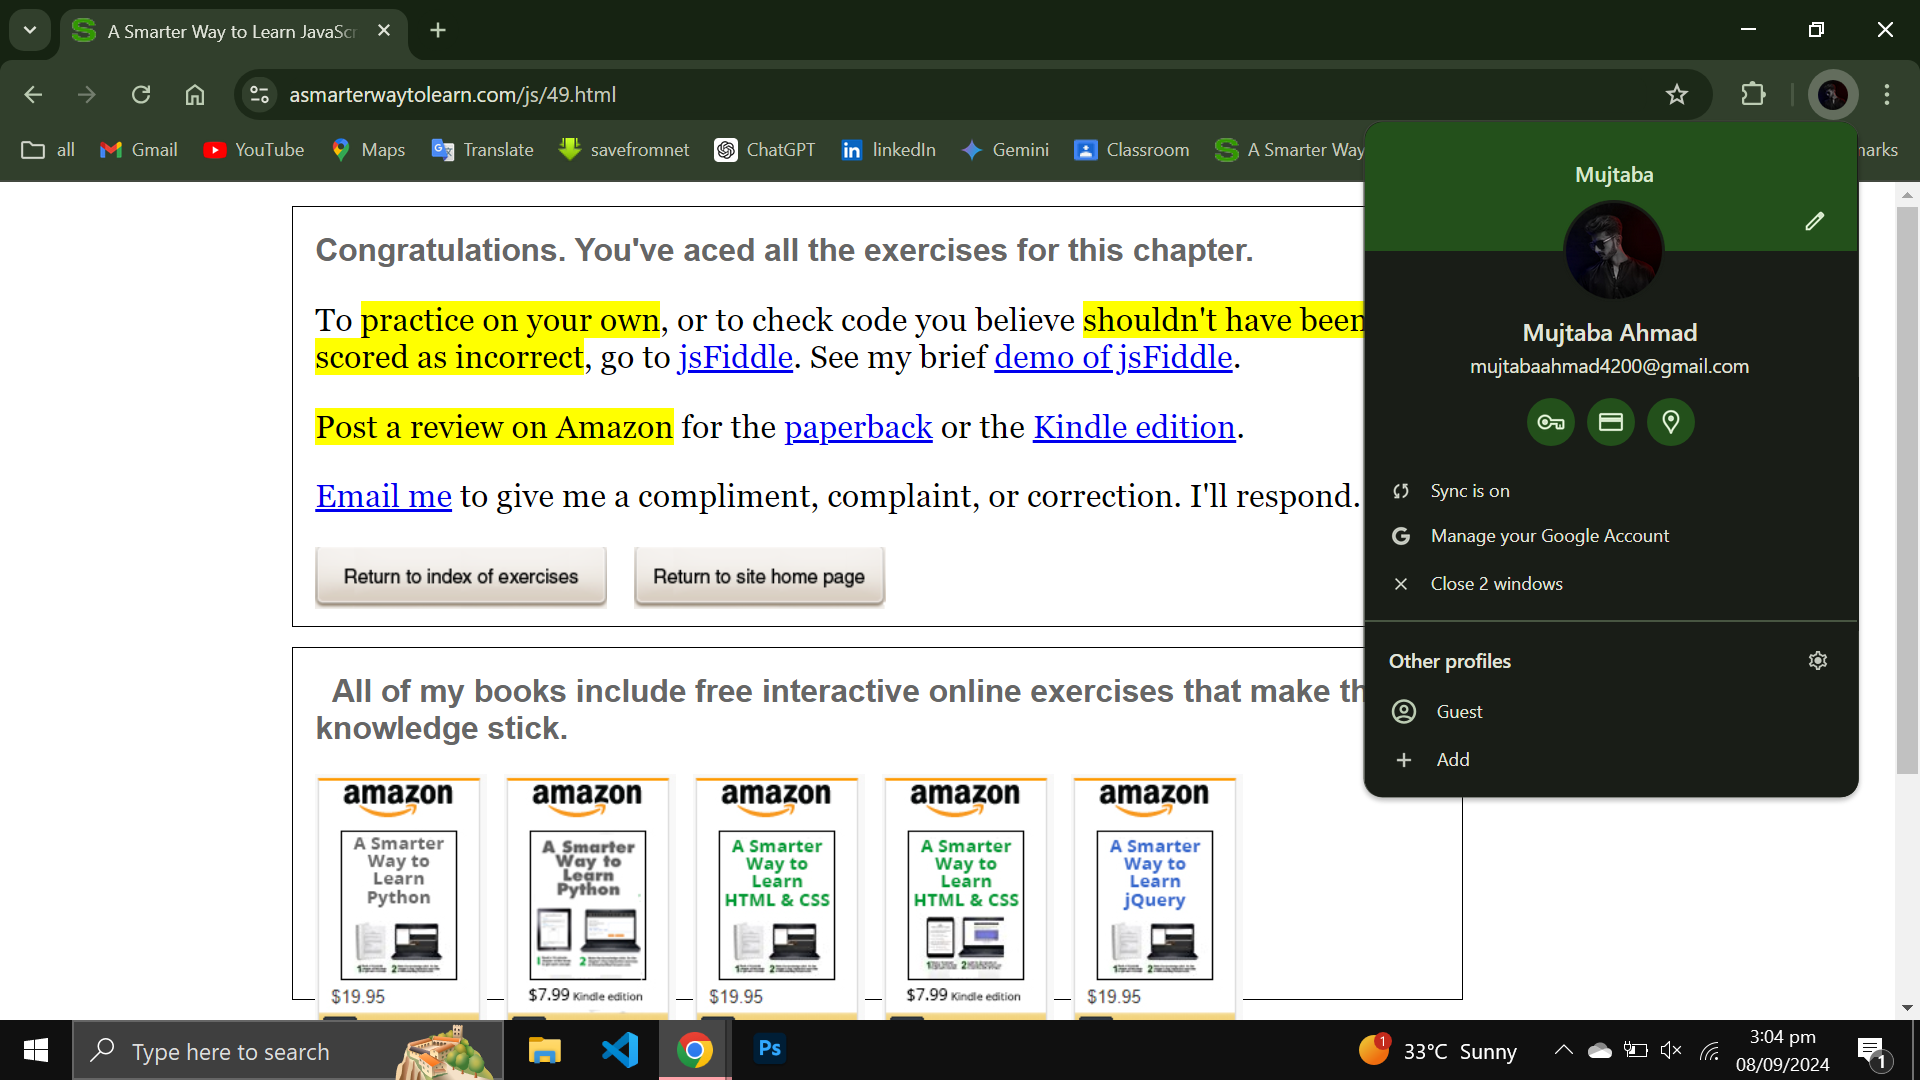 A Smarter Way to Learn JavaScr
asmarterwaytolearn.com/js/49.html
all Gmail YouTube Maps Translate savefromnet ChatGPT linkedIn Gemini Classroom A Smarter Way arks
Congratulations. You've aced all the exercises for this chapter.
To practice on your own, or to check code you believe shouldn't have been
scored as incorrect, go to jsFiddle. See my brief demo of jsFiddle.
Post a review on Amazon for the paperback or the Kindle edition.
Email me to give me a compliment, complaint, or correction. I'll respond.
Return to index of exercises Return to site home page
All of my books include free interactive online exercises that make th
knowledge stick.
amazon amazon amazon amazon amazon
A Smarter A Smarter A Smarter A Smarter A Smarter
Way to Way to Way to Way to Way to
Learn Learn Learn Learn Learn
Python Python HTML & CSS HTML & CSS jQuery
$19.95 $7.99 Kindle edition $19.95 $7.99 Kindle edition $19.95
Mujtaba
Mujtaba Ahmad
mujtabaahmad4200@gmail.com
Sync is on
Manage your Google Account
Close 2 windows
Other profiles
Guest
Add
Type here to search
Ps
1
33°C Sunny
3:04 pm
08/09/2024
1